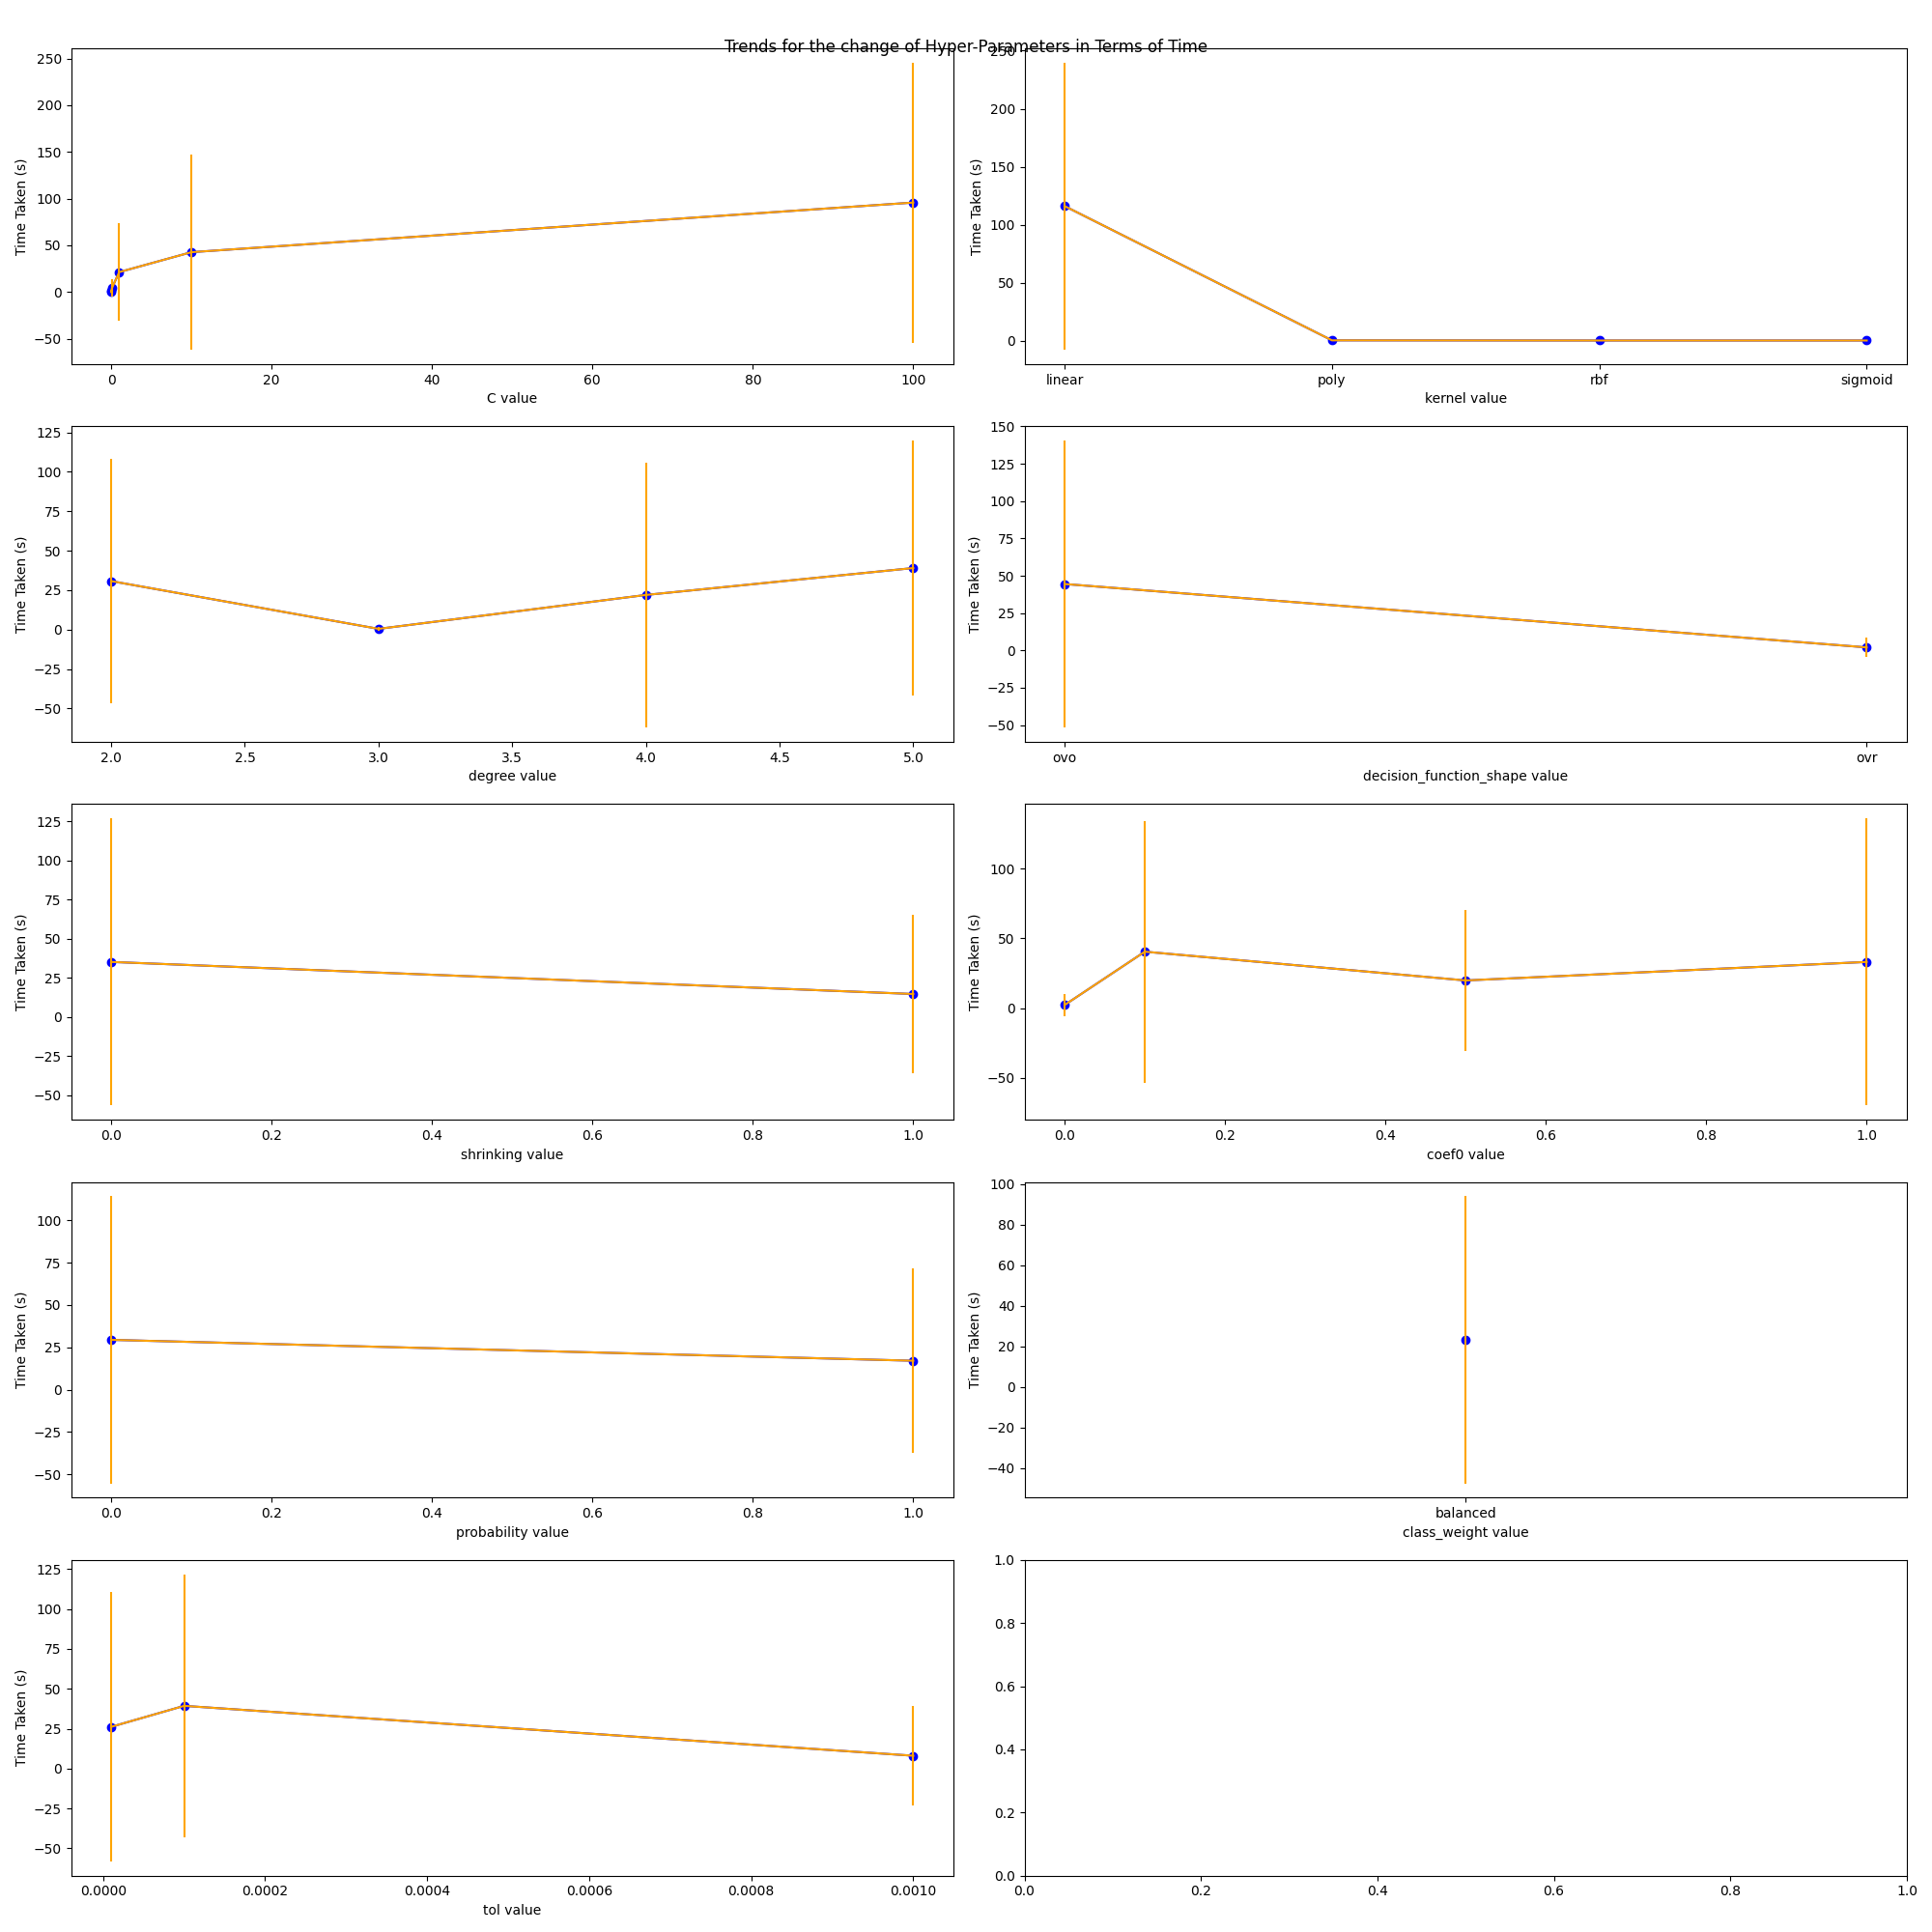 Trends for the change of Hyper-Parameters in Terms of Time
250
200
150
100
50
0
−50
Time Taken (s)
0 20 40 60 80 100
C value
250
200
150
100
50
0
Time Taken (s)
linear poly rbf sigmoid
kernel value
125
100
75
50
25
0
−25
−50
Time Taken (s)
2.0 2.5 3.0 3.5 4.0 4.5 5.0
degree value
150
125
100
75
50
25
0
−25
−50
Time Taken (s)
ovo ovr
decision_function_shape value
125
100
75
50
25
0
−25
−50
Time Taken (s)
0.0 0.2 0.4 0.6 0.8 1.0
shrinking value
100
50
0
−50
Time Taken (s)
0.0 0.2 0.4 0.6 0.8 1.0
coef0 value
100
75
50
25
0
−25
−50
Time Taken (s)
0.0 0.2 0.4 0.6 0.8 1.0
probability value
100
80
60
40
20
0
−20
−40
Time Taken (s)
balanced
class_weight value
125
100
75
50
25
0
−25
−50
Time Taken (s)
0.0000 0.0002 0.0004 0.0006 0.0008 0.0010
tol value
1.0
0.8
0.6
0.4
0.2
0.0
0.0 0.2 0.4 0.6 0.8 1.0